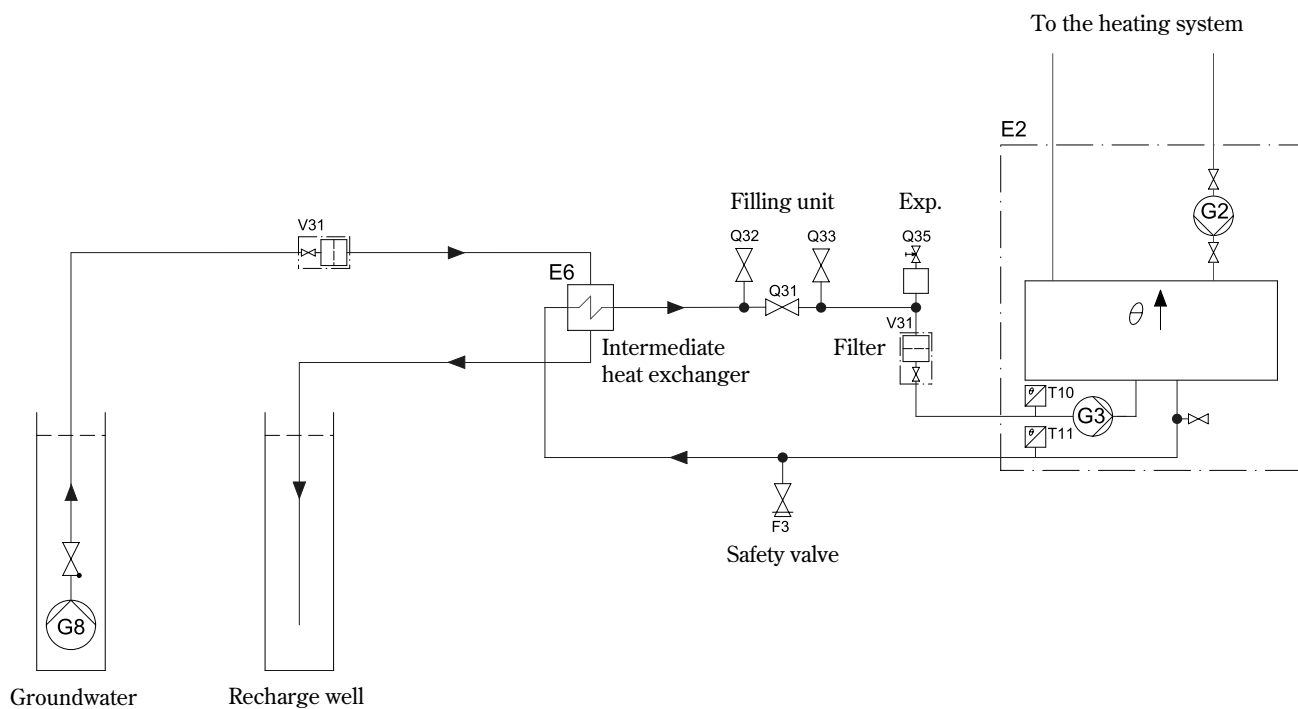 To the heating system
E2
G2
Filling unit
Exp.
Q32
Q33
Q35
V31
E6
Q31
θ
V31
Intermediate
heat exchanger
Filter
θ
T10
G3
θ
T11
F3
Safety valve
G8
Groundwater
Recharge well